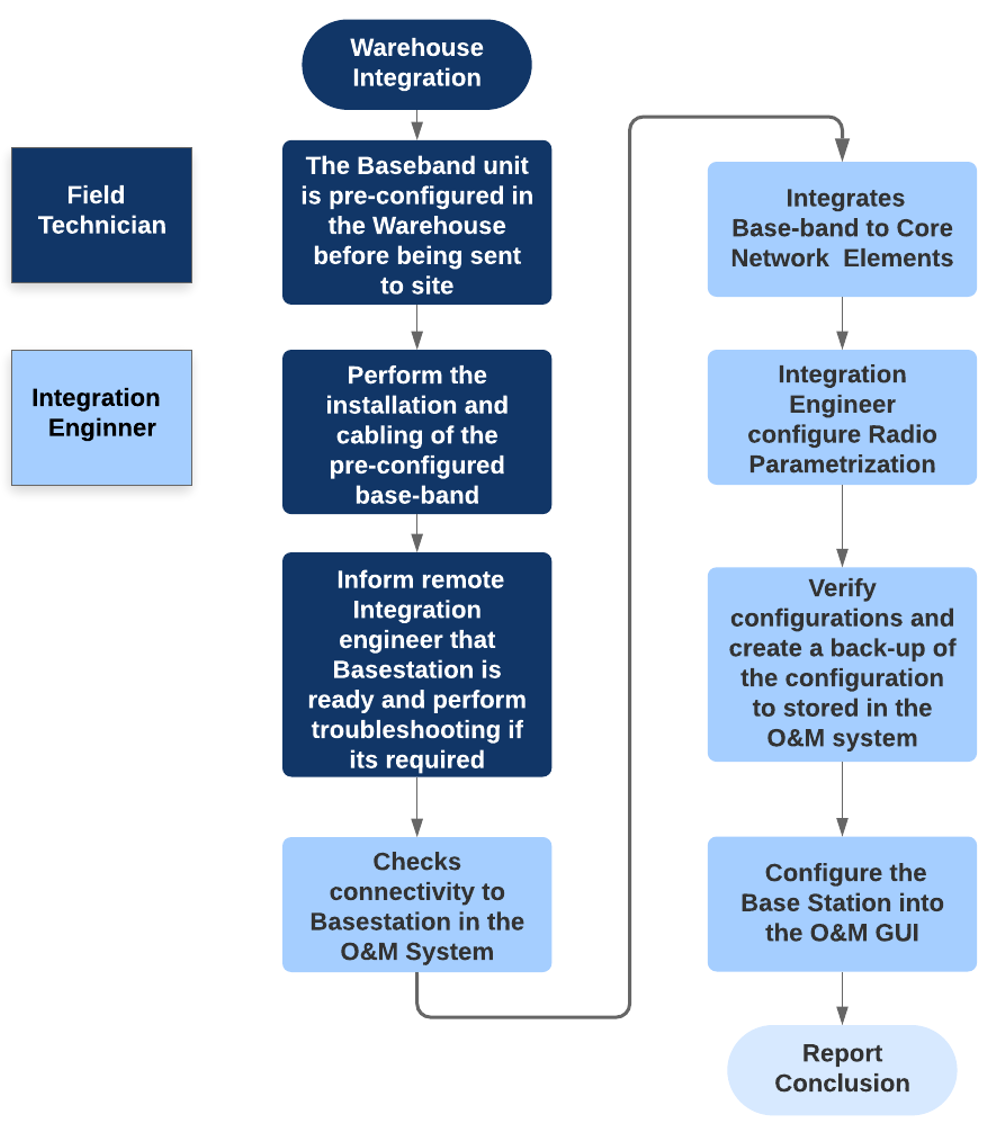 Warehouse
Integration
Field
Technician
The Baseband unit
is pre-configured in
the Warehouse
before being sent
to site
Integration
Enginner
Perform the
installation and
cabling of the
pre-configured
base-band
Inform remote
Integration
engineer that
Basestation is
ready and perform
troubleshooting if
its required
Checks
connectivity to
Basestation in the
O&M System
Integrates
Base-band to Core
Network  Elements
Integration
Engineer
configure Radio
Parametrization
Verify
configurations and
create a back-up of
the configuration
to stored in the
O&M system
Configure the
Base Station into
the O&M GUI
Report
Conclusion